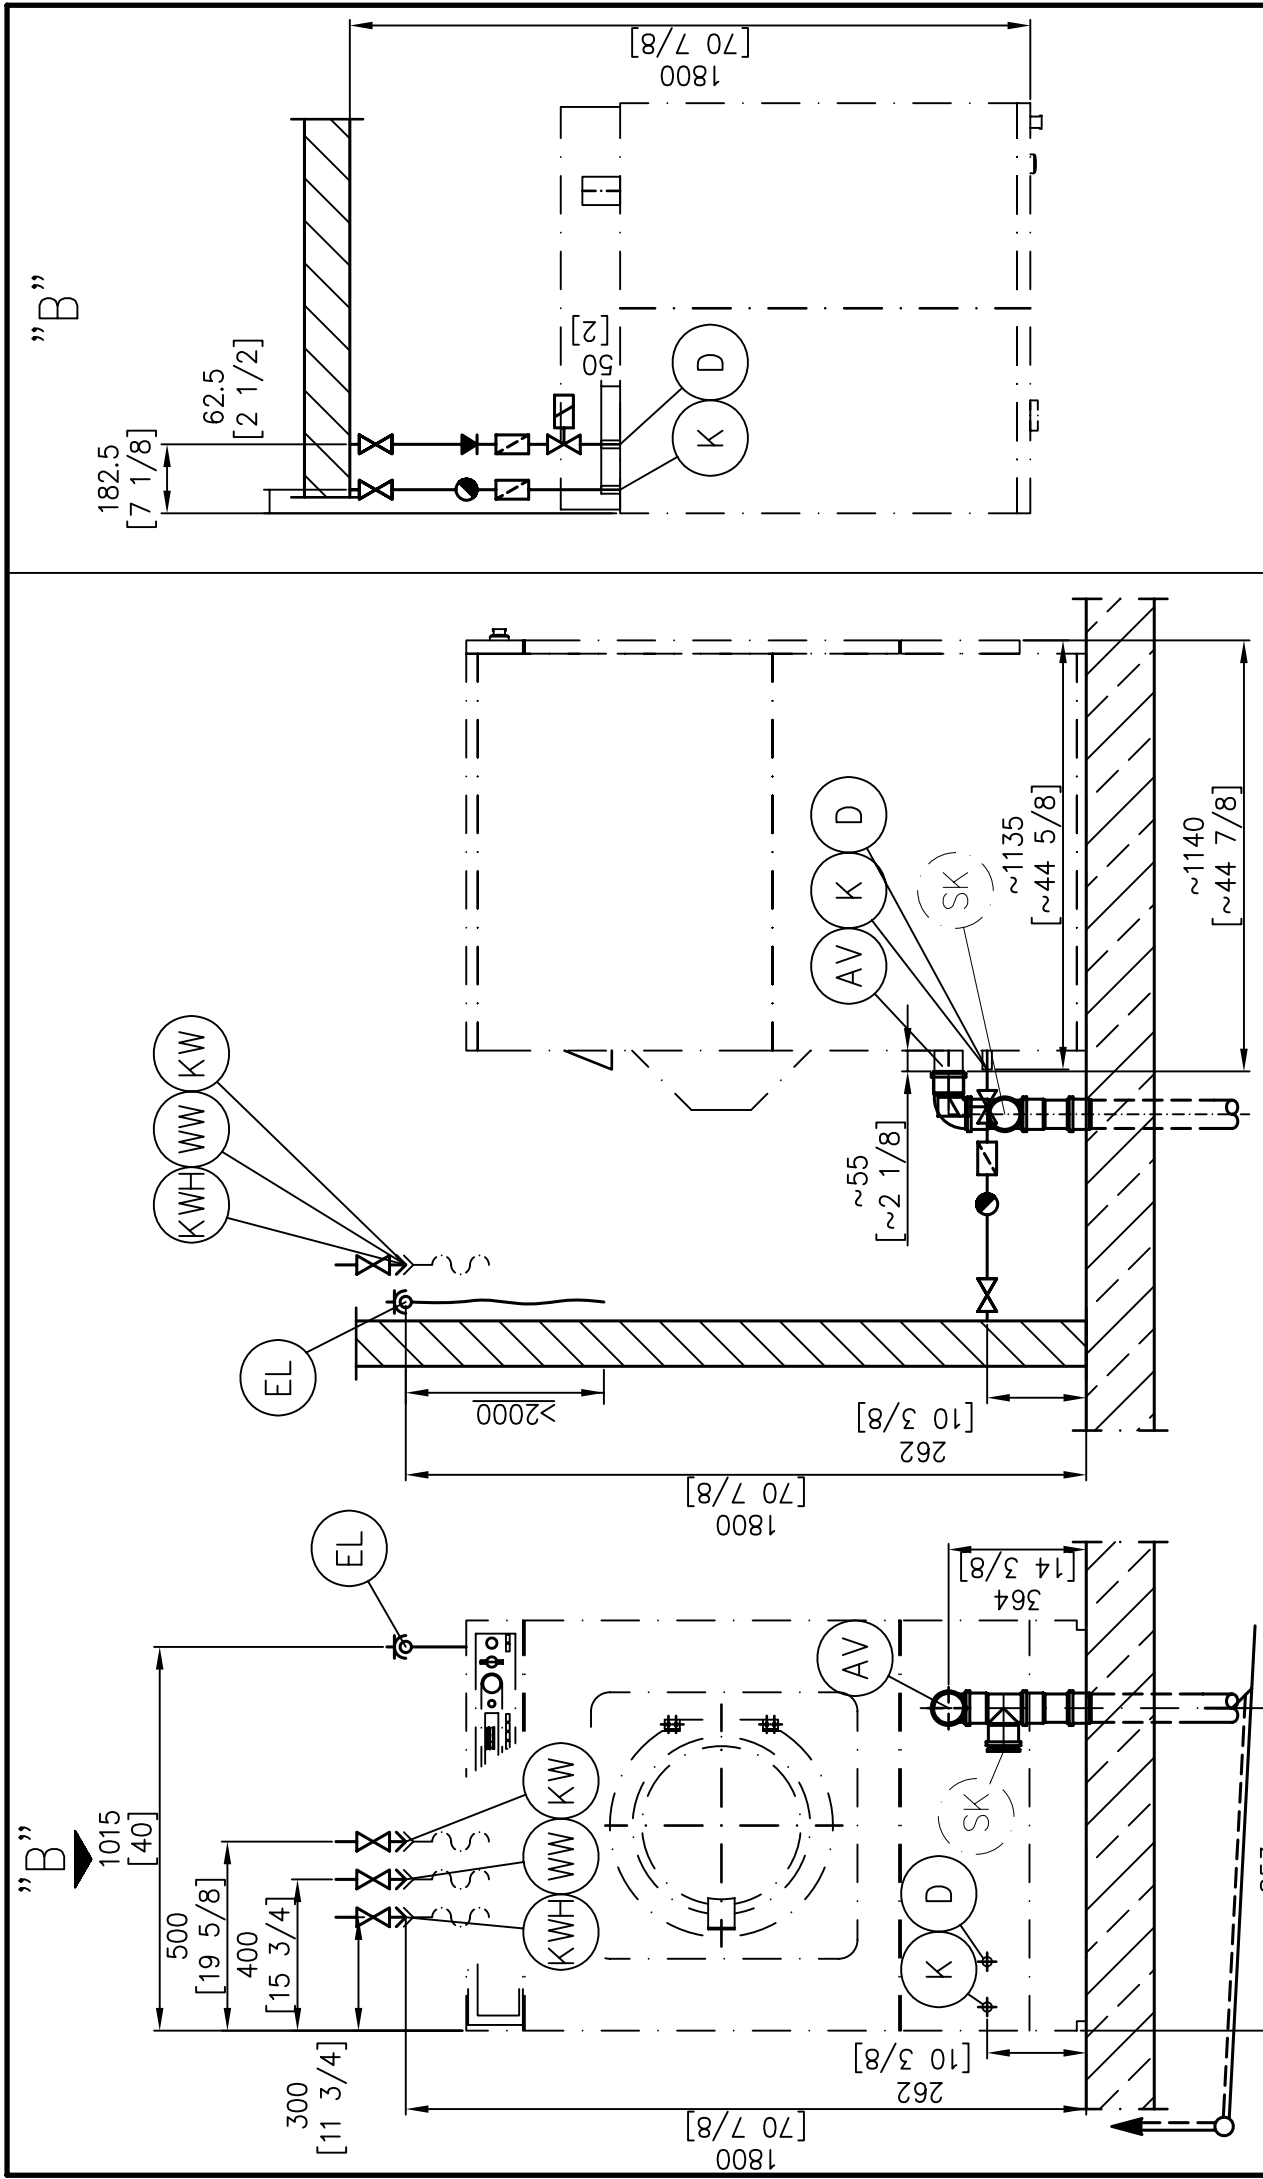 "B"
1015
[40]
500
[19 5/8]
400
[15 3/4]
300
[11 3/4]
KWH
WW
KW
EL
AV
SK
K
D
364
[14 3/8]
262
[10 3/8]
1800
[70 7/8]
EL
KWH
WW
KW
>2000
262
[10 3/8]
1800
[70 7/8]
AV
K
D
SK
~55
[~2 1/8]
~1135
[~44 5/8]
~1140
[~44 7/8]
"B"
182.5
[7 1/8]
62.5
[2 1/2]
50
[2]
K
D
1800
[70 7/8]